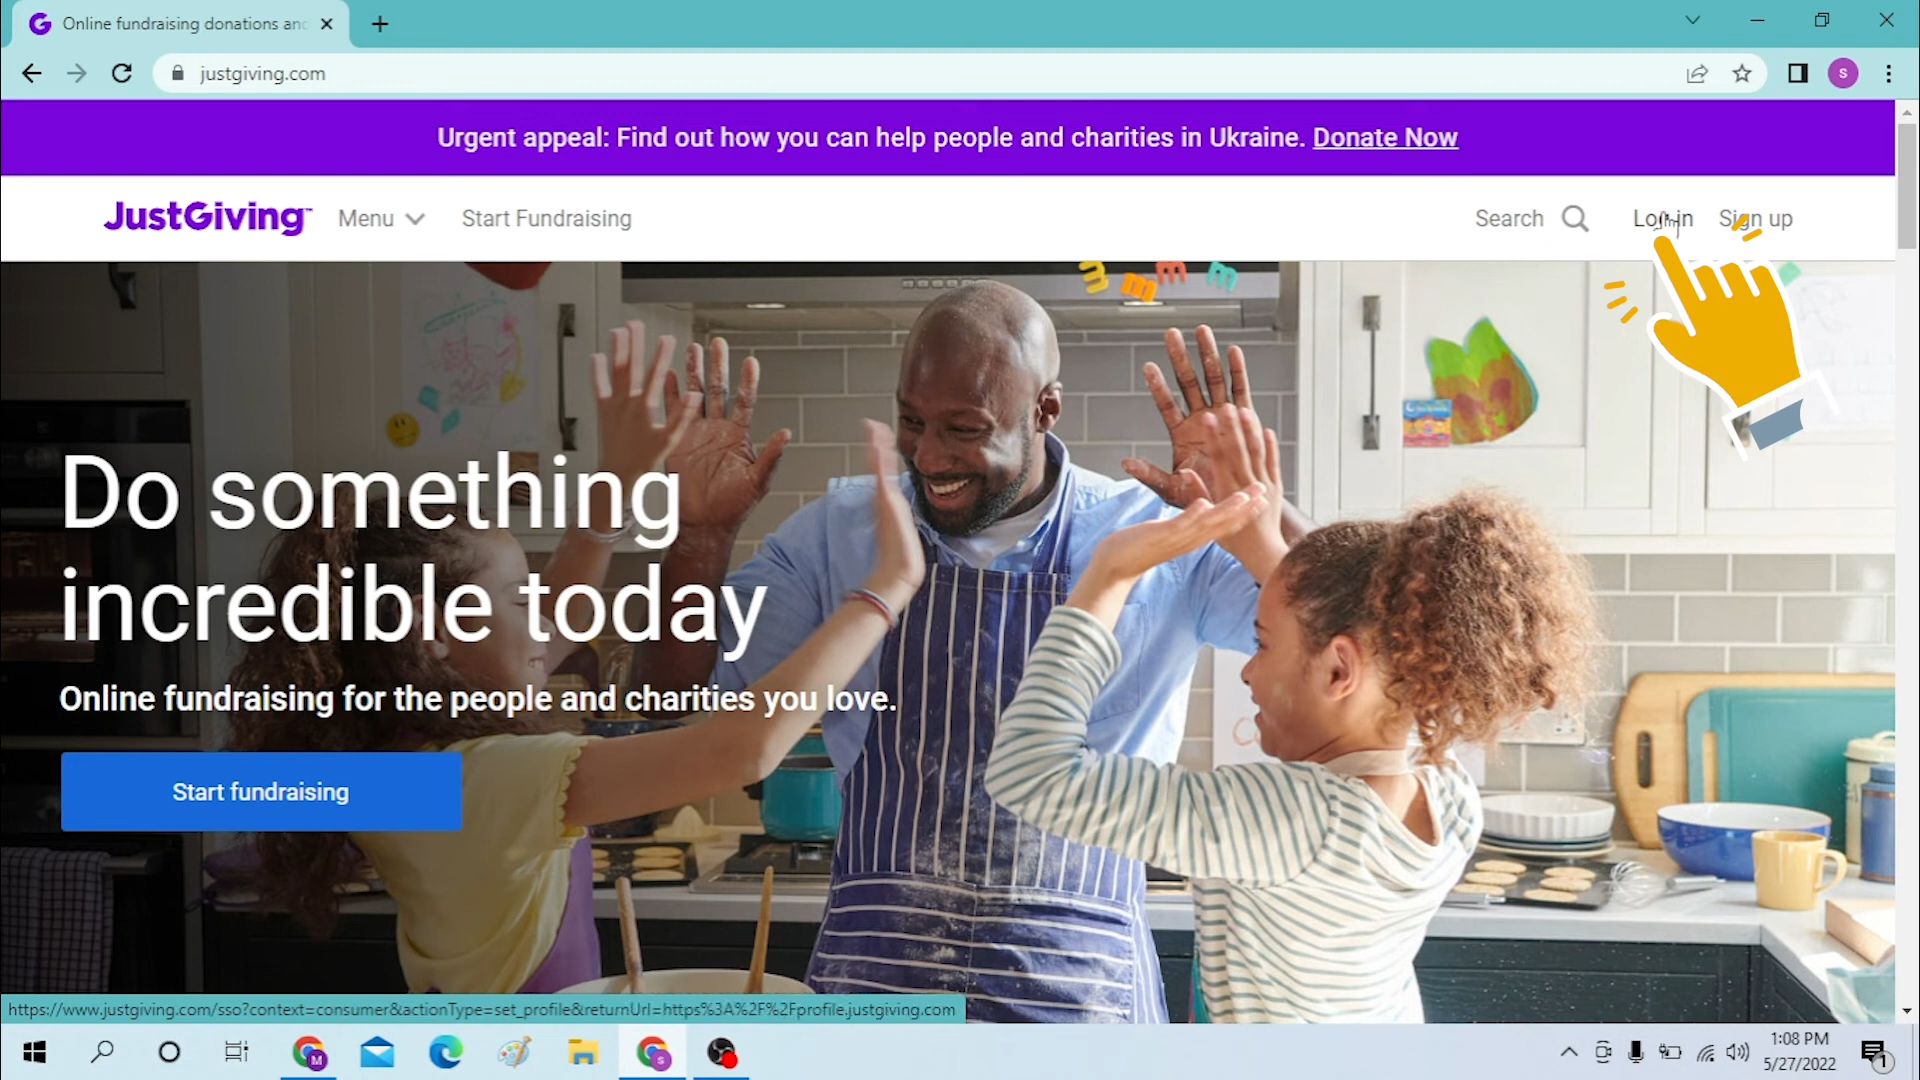 Online fundraising donations and
justgiving.com
S
Urgent appeal: Find out how you can help people and charities in Ukraine. Donate Now
JustGiving™
Menu
Start Fundraising
Search
Log in
Sign up
Do something
incredible today
Online fundraising for the people and charities you love.
Start fundraising
https://www.justgiving.com/sso?context=consumer&actionType=set_profile&returnUrl=https%3A%2F%2Fprofile.justgiving.com
M
S
1:08 PM
5/27/2022
1